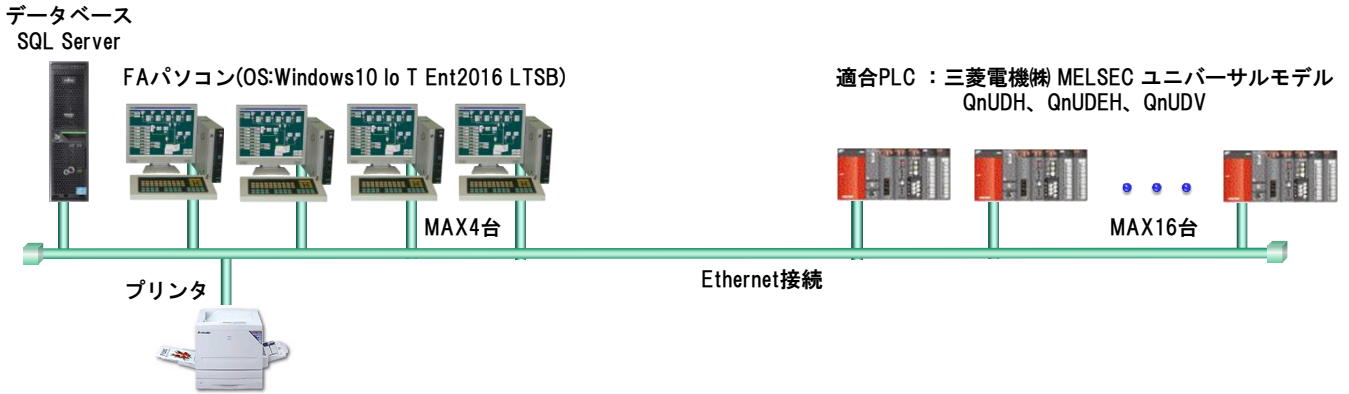 データベース
SQL Server
FAパソコン(OS:Windows10 Io T Ent2016 LTSB)
適合PLC ：三菱電機㈱ MELSEC ユニバーサルモデル
QnUDH、QnUDEH、QnUDV
MAX4台
MAX16台
Ethernet接続
プリンタ